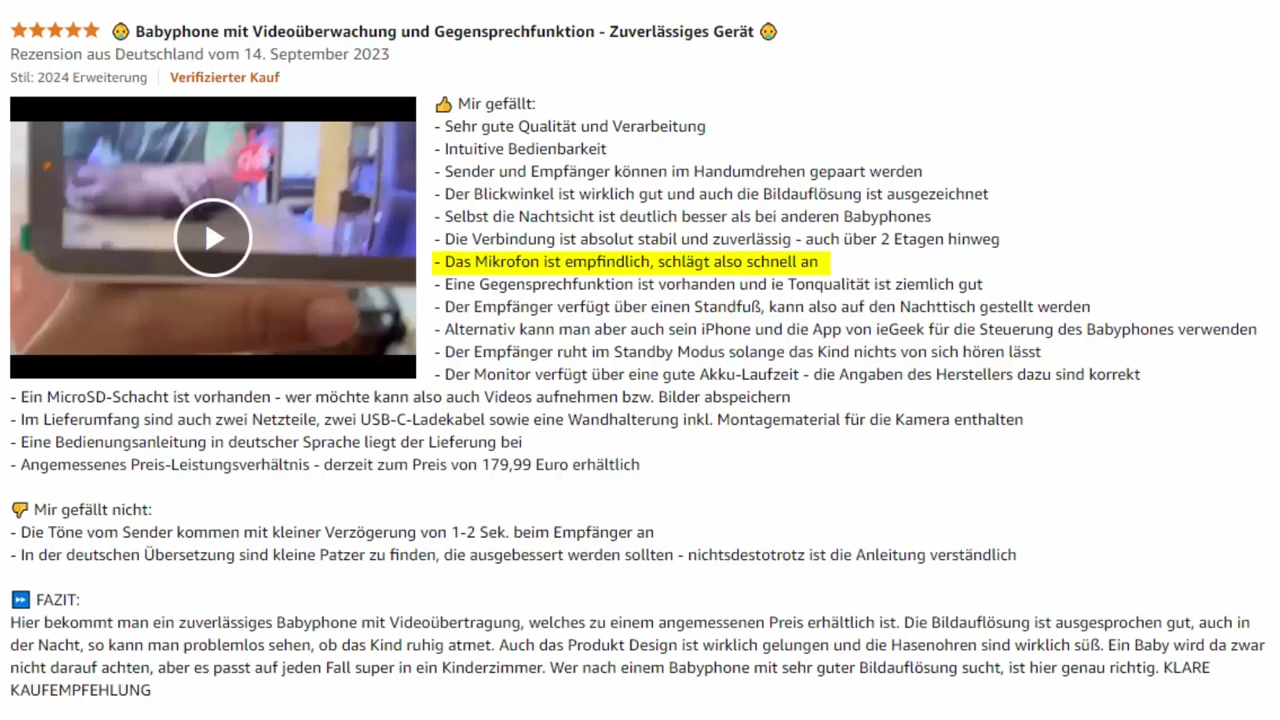 Babyphone mit Videoüberwachung und Gegensprechfunktion - Zuverlässiges Gerät
Rezension aus Deutschland vom 14. September 2023
Stil: 2024 Erweiterung Verifizierter Kauf
Mir gefällt:
- Sehr gute Qualität und Verarbeitung
- Intuitive Bedienbarkeit
- Sender und Empfänger können im Handumdrehen gepaart werden
- Der Blickwinkel ist wirklich gut und auch die Bildauflösung ist ausgezeichnet
- Selbst die Nachtsicht ist deutlich besser als bei anderen Babyphones
- Die Verbindung ist absolut stabil und zuverlässig - auch über 2 Etagen hinweg
- Das Mikrofon ist empfindlich, schlägt also schnell an
- Eine Gegensprechfunktion ist vorhanden und ie Tonqualität ist ziemlich gut
- Der Empfänger verfügt über einen Standfuß, kann also auf den Nachttisch gestellt werden
- Alternativ kann man aber auch sein iPhone und die App von ieGeek für die Steuerung des Babyphones verwenden
- Der Empfänger ruht im Standby Modus solange das Kind nichts von sich hören lässt
- Der Monitor verfügt über eine gute Akku-Laufzeit - die Angaben des Herstellers dazu sind korrekt
- Ein MicroSD-Schacht ist vorhanden - wer möchte kann also auch Videos aufnehmen bzw. Bilder abspeichern
- Im Lieferumfang sind auch zwei Netzteile, zwei USB-C-Ladekabel sowie eine Wandhalterung inkl. Montagematerial für die Kamera enthalten
- Eine Bedienungsanleitung in deutscher Sprache liegt der Lieferung bei
- Angemessenes Preis-Leistungsverhältnis - derzeit zum Preis von 179,99 Euro erhältlich
Mir gefällt nicht:
- Die Töne vom Sender kommen mit kleiner Verzögerung von 1-2 Sek. beim Empfänger an
- In der deutschen Übersetzung sind kleine Patzer zu finden, die ausgebessert werden sollten - nichtsdestotrotz ist die Anleitung verständlich
FAZIT:
Hier bekommt man ein zuverlässiges Babyphone mit Videoübertragung, welches zu einem angemessenen Preis erhältlich ist. Die Bildauflösung ist ausgesprochen gut, auch in
der Nacht, so kann man problemlos sehen, ob das Kind ruhig atmet. Auch das Produkt Design ist wirklich gelungen und die Hasenohren sind wirklich süß. Ein Baby wird da zwar
nicht darauf achten, aber es passt auf jeden Fall super in ein Kinderzimmer. Wer nach einem Babyphone mit sehr guter Bildauflösung sucht, ist hier genau richtig. KLARE
KAUFEMPFEHLUNG